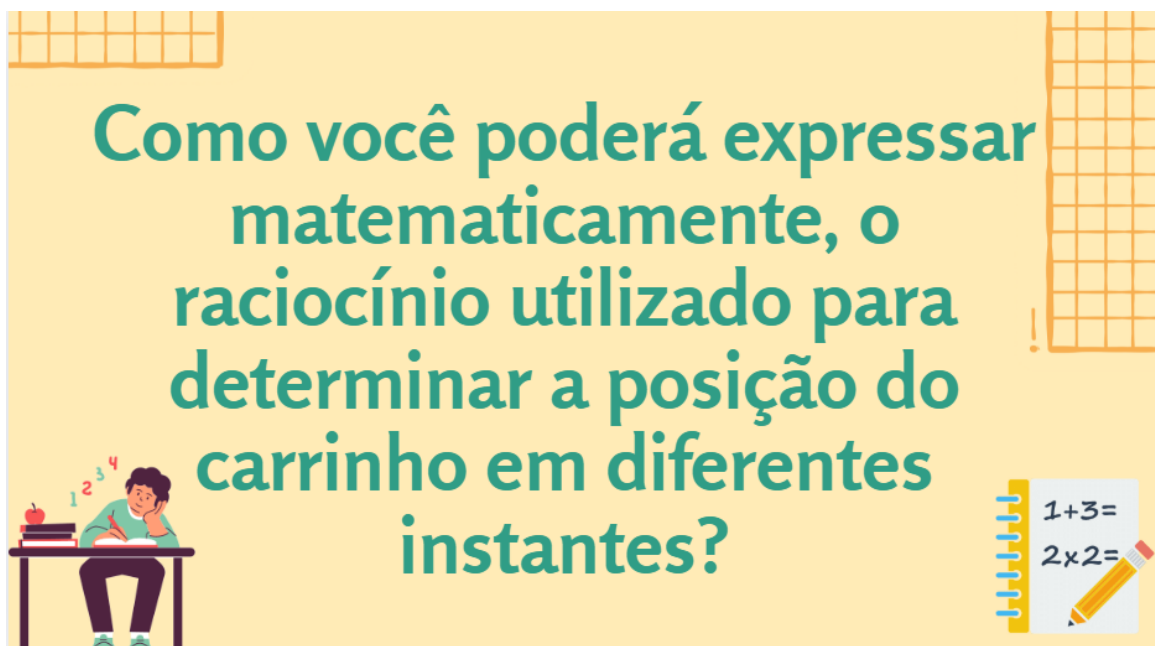 Como você poderá expressar
matematicamente, o
raciocínio utilizado para
determinar a posição do
carrinho em diferentes
instantes?
1 2 3 4
1+3=
2x2=